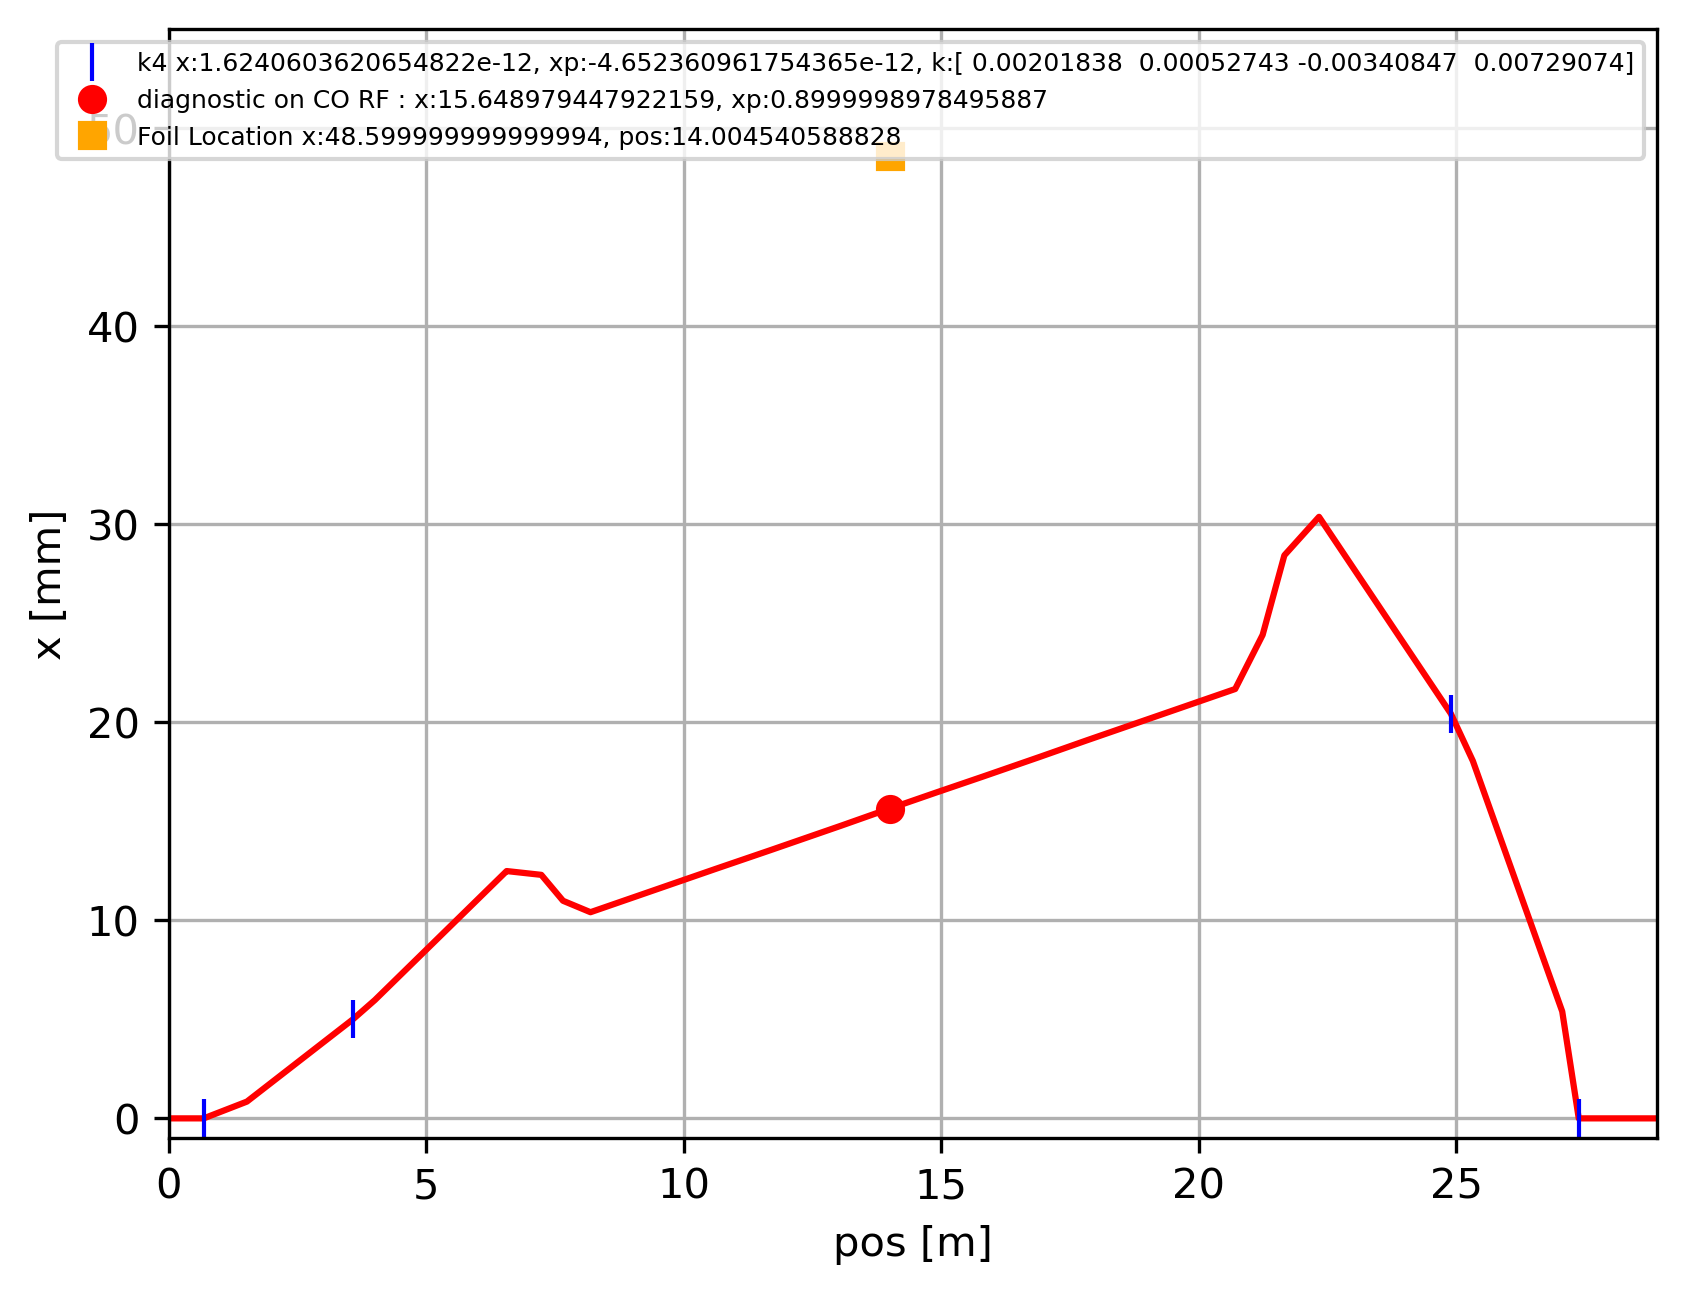 k4 x:1.6240603620654822e-12, xp:-4.652360961754365e-12, k:[ 0.00201838 0.00052743 -0.00340847 0.00729074]
diagnostic on CO RF : x:15.648979447922159, xp:0.8999998978495887
Foil Location x:48.599999999999994, pos:14.004540588828
50
40
30
20
10
0
x [mm]
0 5 10 15 20 25
pos [m]